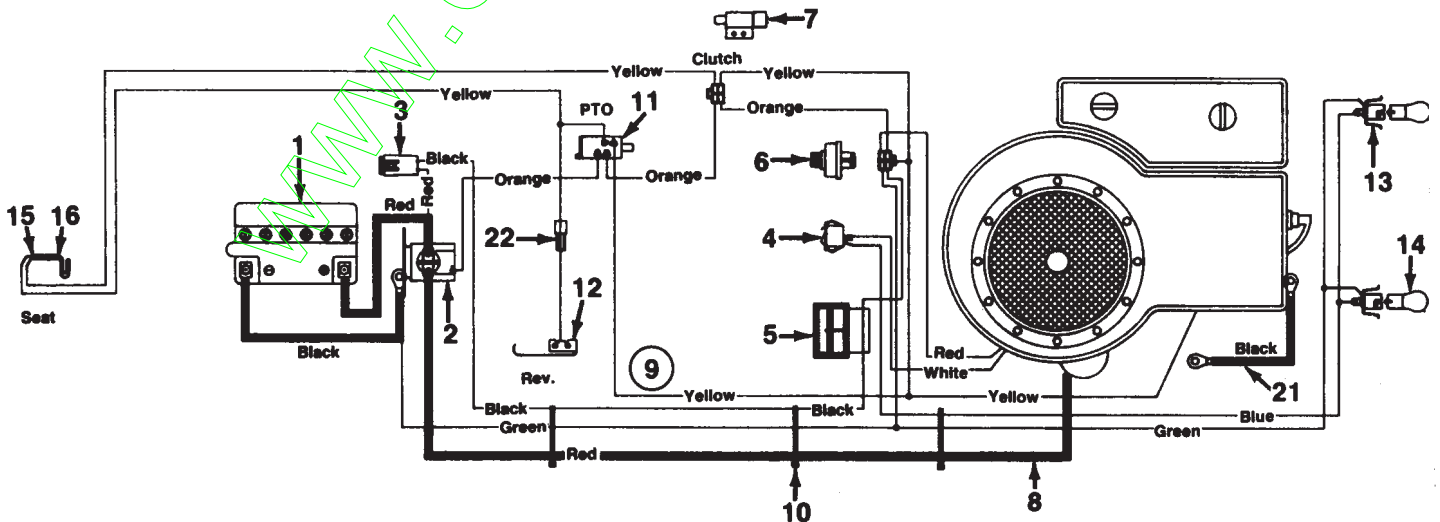 7
Clutch
Yellow
Yellow
Yellow
Orange
3
PTO
11
1
Black
6
13
Orange
Orange
Red
Red
15
16
22
4
14
2
12
5
Seat
Black
Red
White
Black
Rev.
9
21
Yellow
Yellow
Black
Black
Blue
Green
Green
Red
10
8
www.